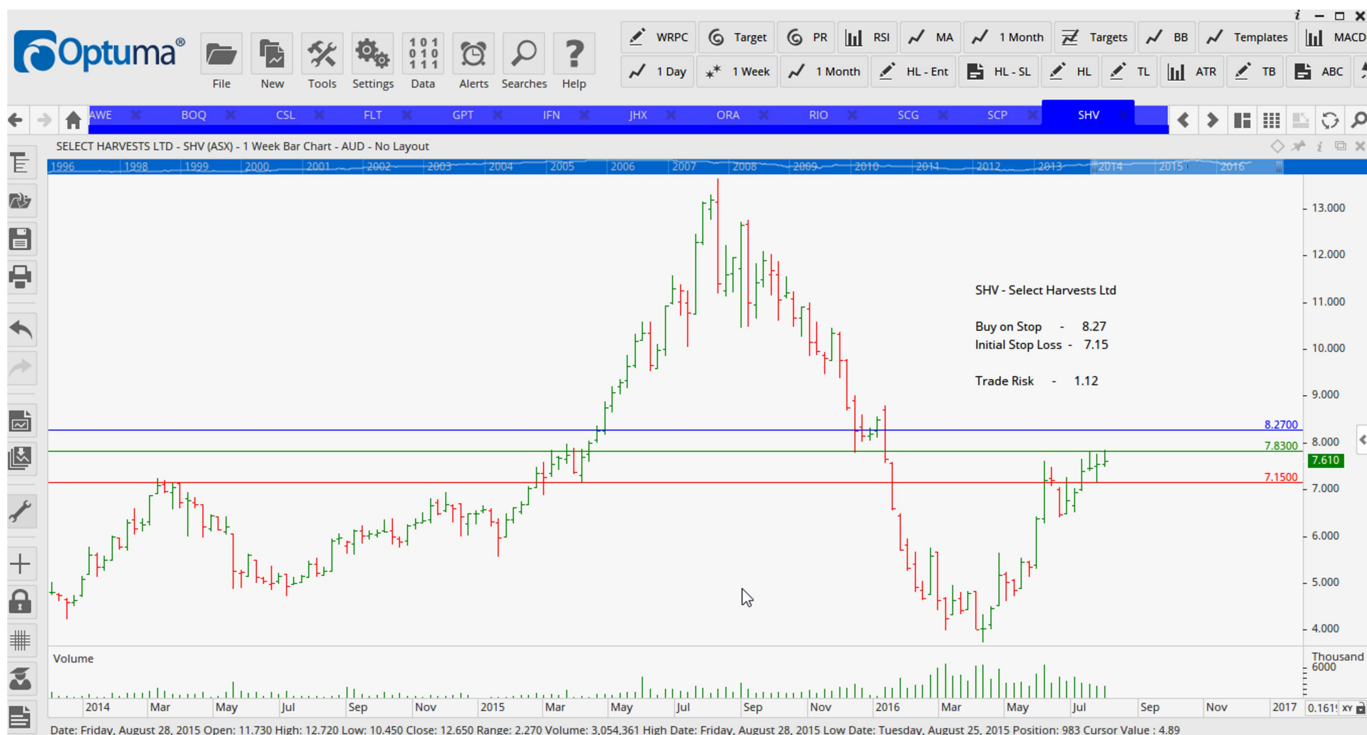 Optuma®
File
New
Tools
Settings
Data
Alerts
Searches
Help
WRPC Target PR RSI MA 1 Month Targets BB Templates MACD
1 Day 1 Week 1 Month HL - Ent HL - SL HL TL ATR TB ABC
AWE BOQ CSL FLT GPT IFN JHX ORA RIO SCG SCP SHV
SELECT HARVESTS LTD - SHV (ASX) - 1 Week Bar Chart - AUD - No Layout
1996 1998 1999 2000 2001 2002 2003 2004 2005 2006 2007 2008 2009 2010 2011 2012 2013 2014 2015 2016
13.000
12.000
SHV - Select Harvests Ltd
11.000
Buy on Stop - 8.27
Initial Stop Loss - 7.15
10.000
Trade Risk - 1.12
9.000
8.2700
8.000
7.8300
7.610
7.1500
7.000
6.000
5.000
4.000
Volume
Thousand
6000
2014 Mar May Jul Sep Nov 2015 Mar May Jul Sep Nov 2016 Mar May Jul Sep Nov 2017 XY
Date: Friday, August 28, 2015 Open: 11.730 High: 12.720 Low: 10.450 Close: 12.650 Range: 2.270 Volume: 3,054,361 High Date: Friday, August 28, 2015 Low Date: Tuesday, August 25, 2015 Position: 983 Cursor Value : 4.89